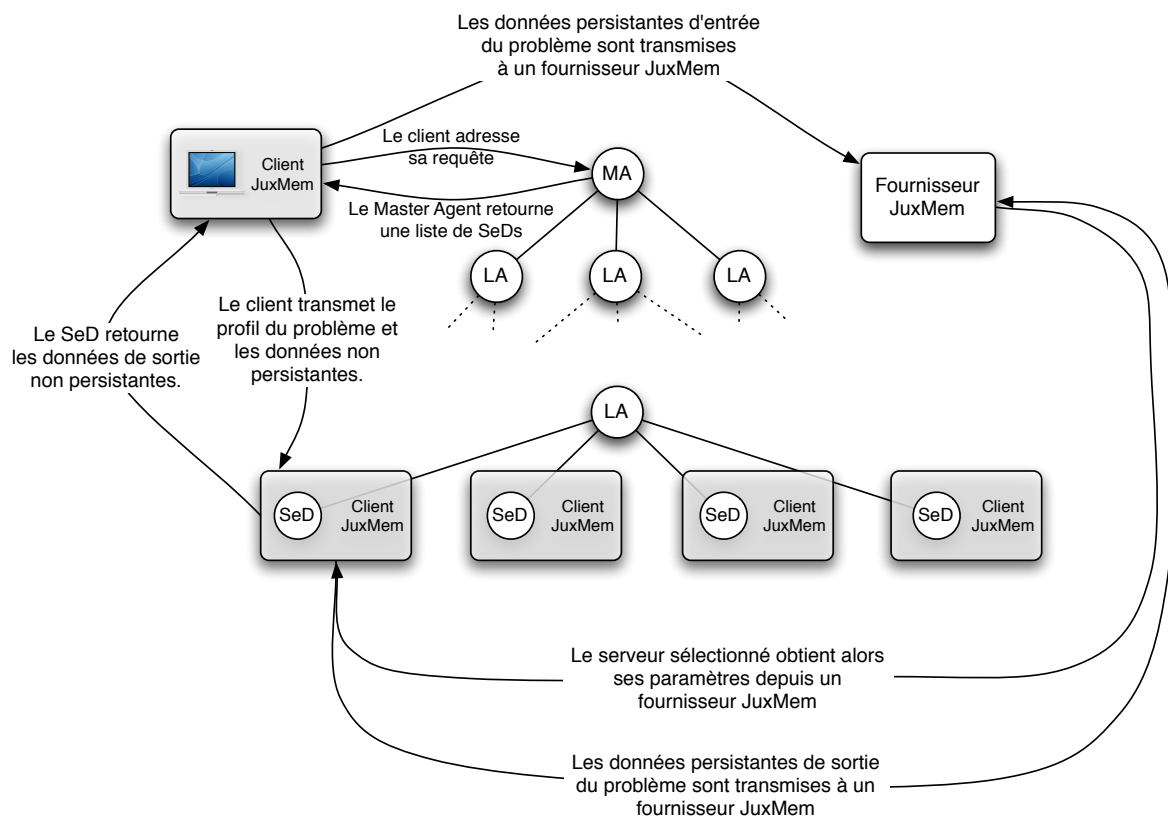 Les données persistantes d'entrée
du problème sont transmises
à un fournisseur JuxMem
Client
JuxMem
Le client adresse
sa requête
MA
Fournisseur
JuxMem
Le Master Agent retourne
une liste de SeDs
LA
LA
LA
Le SeD retourne
les données de sortie
non persistantes.
Le client transmet le
profil du problème et
les données non
persistantes.
LA
SeD
Client
JuxMem
SeD
Client
JuxMem
SeD
Client
JuxMem
SeD
Client
JuxMem
Le serveur sélectionné obtient alors
ses paramètres depuis un
fournisseur JuxMem
Les données persistantes de sortie
du problème sont transmises à un
fournisseur JuxMem